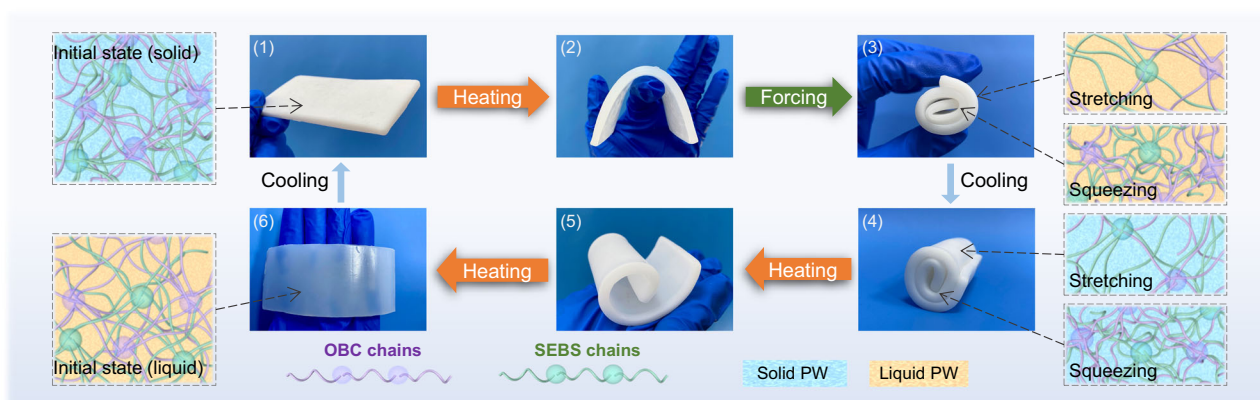 Initial state (solid)
(1)
Heating
(2)
Forcing
(3)
Stretching
Squeezing
Cooling
Cooling
(6)
Heating
(5)
Heating
(4)
Stretching
Squeezing
Initial state (liquid)
OBC chains
SEBS chains
Solid PW
Liquid PW